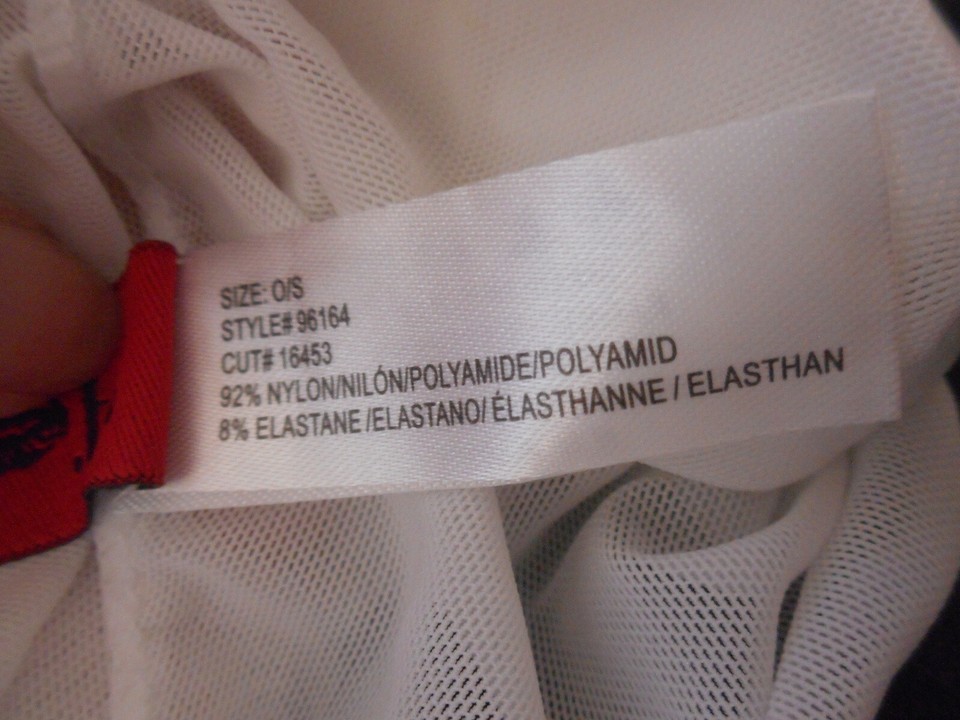 SIZE: O/S
STYLE# 96164
CUT# 16453
92% NYLON/NILÓN/POLYAMIDE/POLYAMID
8% ELASTANE /ELASTANO/ ÉLASTHANNE / ELASTHAN